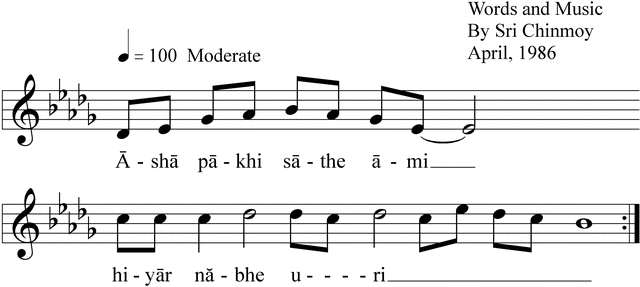 Words and Music
By Sri Chinmoy
April, 1986
♩ = 100 Moderate
Ā - shā pā - khi sā - the ā - mi
hi - yār nă - bhe u - - - - ri